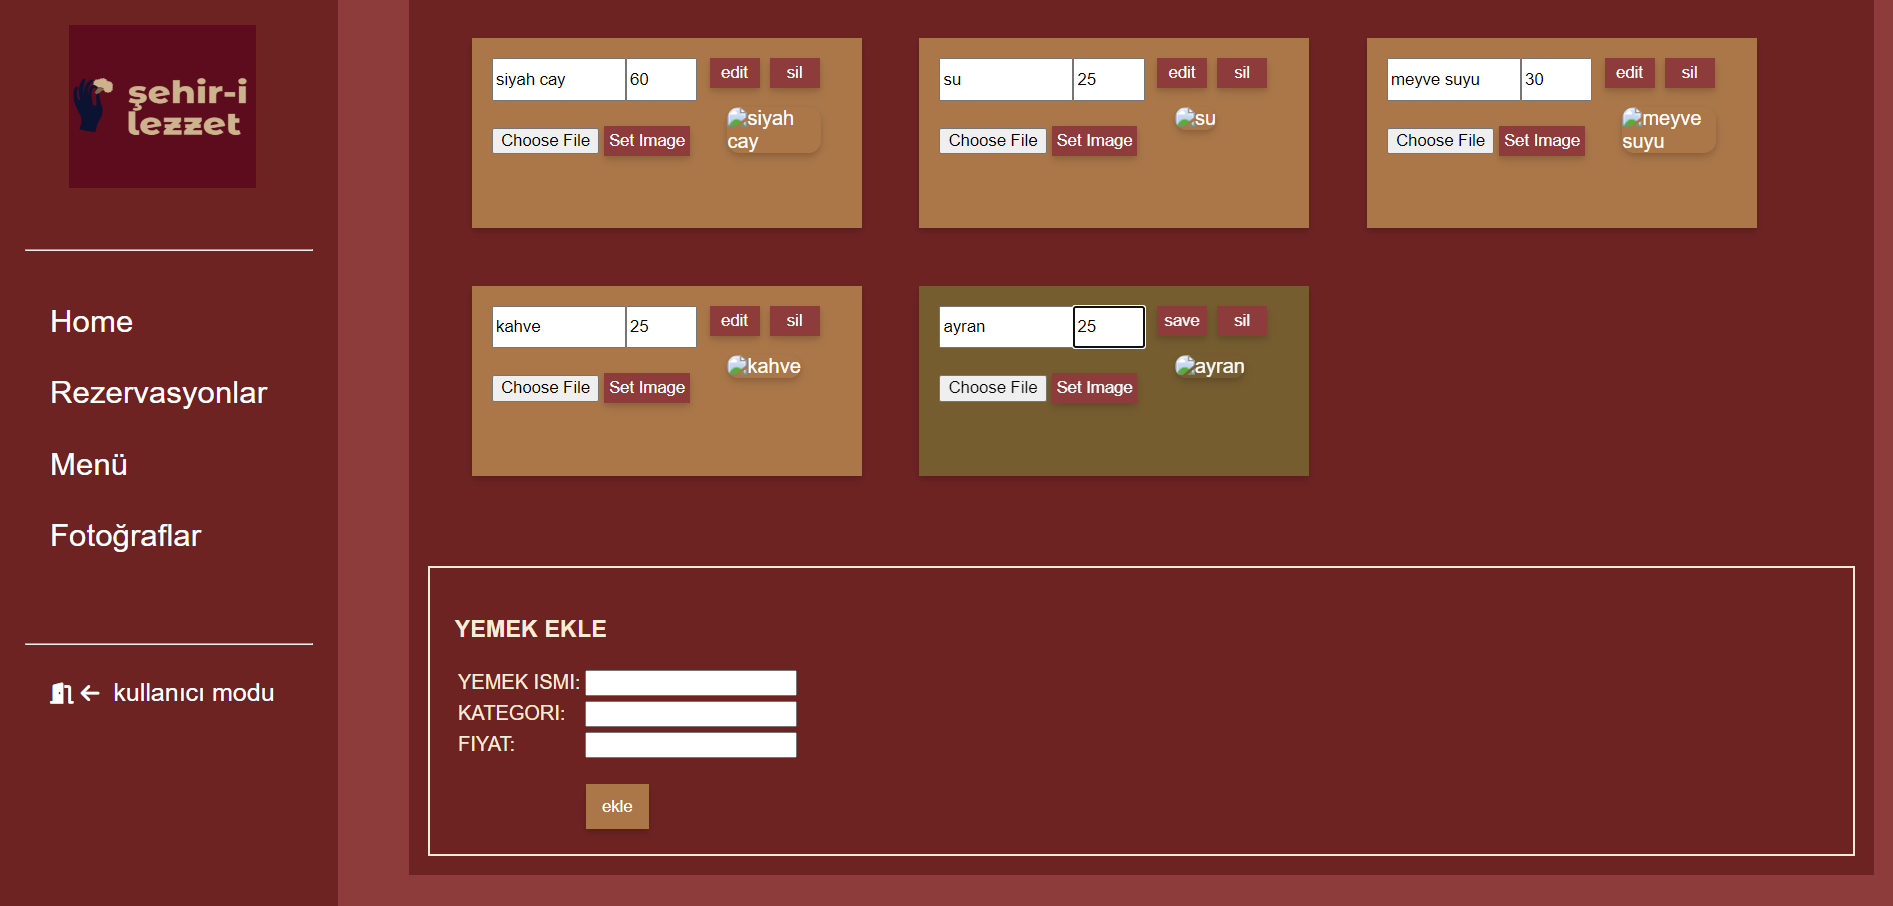 şehir-i
lezzet
Home
Rezervasyonlar
Menü
Fotoğraflar
kullanıcı modu
siyah cay 60 edit sil
Choose File Set Image siyah
cay
su 25 edit sil
Choose File Set Image su
meyve suyu 30 edit sil
Choose File Set Image meyve
suyu
kahve 25 edit sil
Choose File Set Image kahve
ayran 25 save sil
Choose File Set Image ayran
YEMEK EKLE
YEMEK ISMI:
KATEGORI:
FIYAT:
ekle